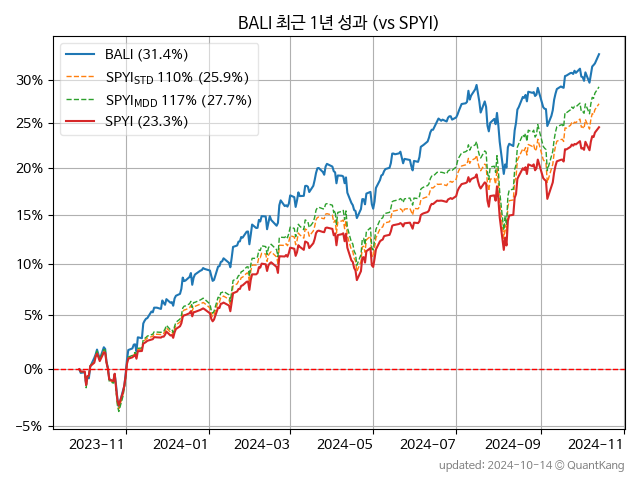 BALI 최근 1년 성과 (vs SPYI)
BALI (31.4%)
SPYI_STD 110% (25.9%)
SPYI_MDD 117% (27.7%)
SPYI (23.3%)
30%
25%
20%
15%
10%
5%
0%
−5%
2023−11
2024−01
2024−03
2024−05
2024−07
2024−09
2024−11
updated: 2024-10-14 © QuantKang